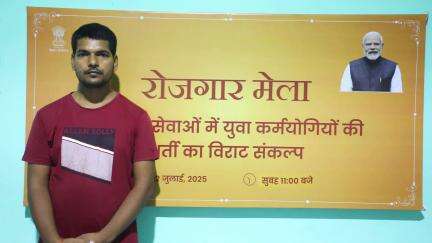 रोजगार मेला
सेवाओं में युवा कर्मयोगियों की
र्ती का विराट संकल्प
जुलाई, 2025
सुबह 11:00 बजे